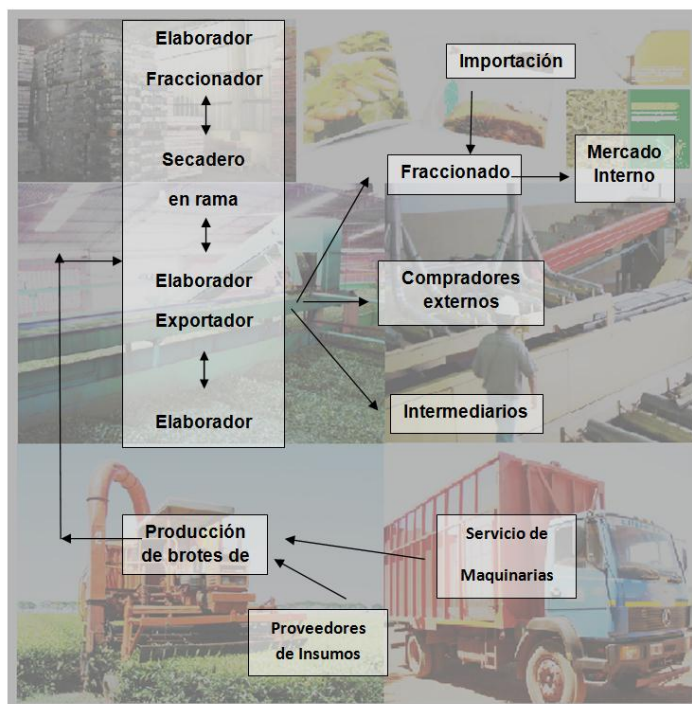 Elaborador
Fraccionador
Secadero
en rama
Elaborador
Exportador
Elaborador
Importación
Fraccionado
Mercado
Interno
Compradores
externos
Intermediarios
Producción
de brotes de
Servicio de
Maquinarias
Proveedores
de Insumos